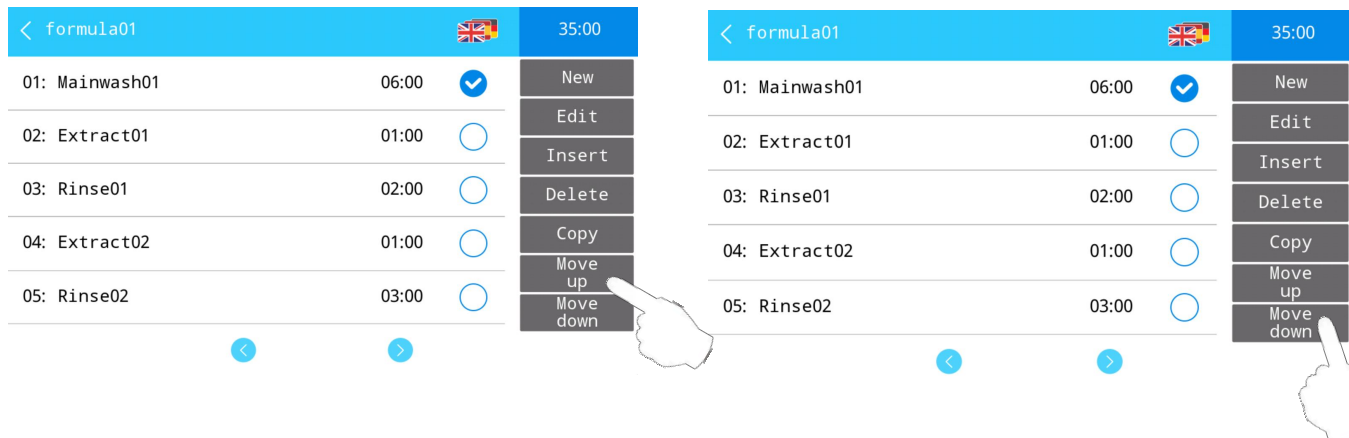 formula01
35:00
01: Mainwash01 06:00
New
02: Extract01 01:00
Edit
Insert
03: Rinse01 02:00
Delete
04: Extract02 01:00
Copy
Move
up
05: Rinse02 03:00
Move
down
formula01
35:00
01: Mainwash01 06:00
New
02: Extract01 01:00
Edit
Insert
03: Rinse01 02:00
Delete
04: Extract02 01:00
Copy
Move
up
05: Rinse02 03:00
Move
down